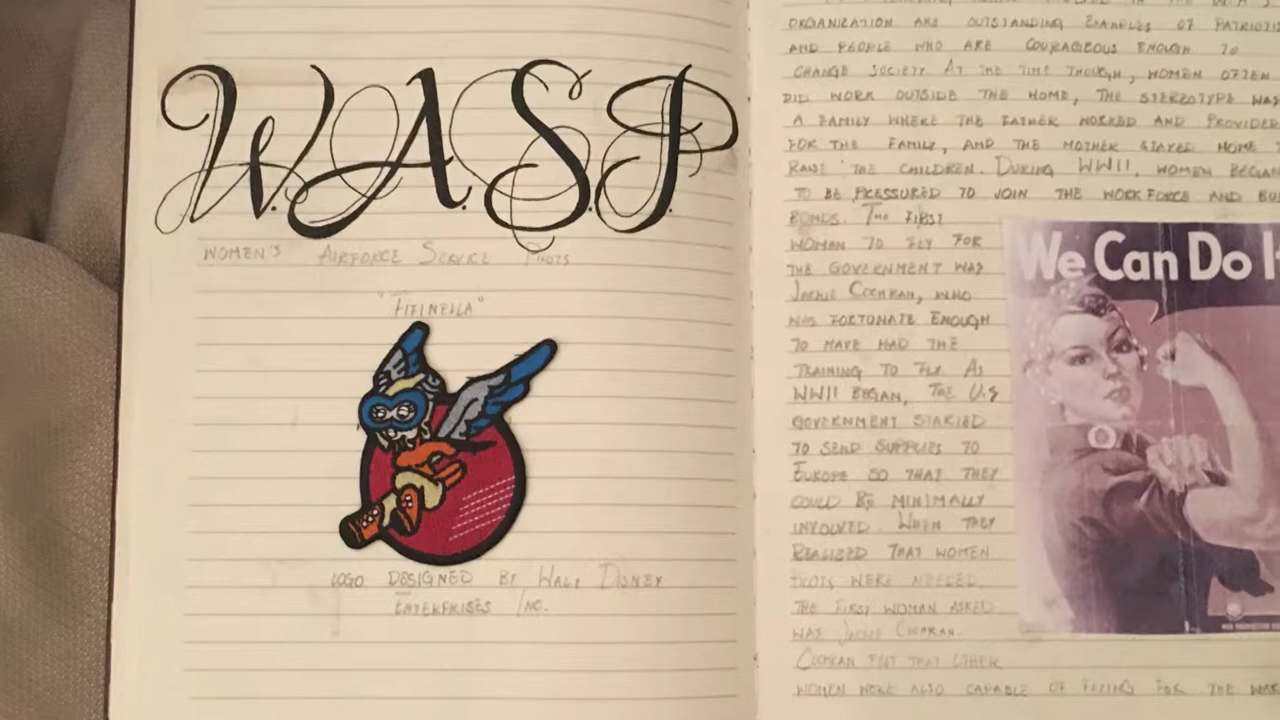 W.A.S.P.
WOMEN'S AIRFORCE SERVICE PILOTS
"FIFINELLA"
LOGO DESIGNED BY WALT DISNEY
ENTERPRISES INC.
ORGANIZATION ARE OUTSTANDING EXAMPLES OF
AND PEOPLE WHO ARE COURAGEOUS ENOUGH TO
CHANGE SOCIETY. AT THE TIME THOUGH, WOMEN OFTEN
DID WORK OUTSIDE THE HOME, THE STEREOTYPE WAS
A FAMILY WHERE THE FATHER WORKED AND PROVIDED
FOR THE FAMILY, AND THE MOTHER STAYED HOME
RAISE THE CHILDREN. DURING WWII, WOMEN BEGAN
TO BE PRESSURED TO JOIN THE WORKFORCE AND
BONDS. THE FIRST
WOMAN TO FLY FOR
THE GOVERNMENT WAS
JACKIE COCHRAN, WHO
WAS FORTUNATE ENOUGH
TO HAVE HAD THE
TRAINING TO FLY. AS
WWII BEGAN, THE U.S
GOVERNMENT STARTED
TO SEND SUPPLIES TO
EUROPE SO THAT THEY
COULD BE MINIMALLY
INVOLVED. WHEN THEY
REALIZED THAT WOMEN
PILOTS WERE NEEDED,
THE FIRST WOMAN ASKED
WAS JACKIE COCHRAN.
COCHRAN FELT THAT OTHER
WOMEN WERE ALSO CAPABLE OF FLYING FOR THE WAR
We Can Do It